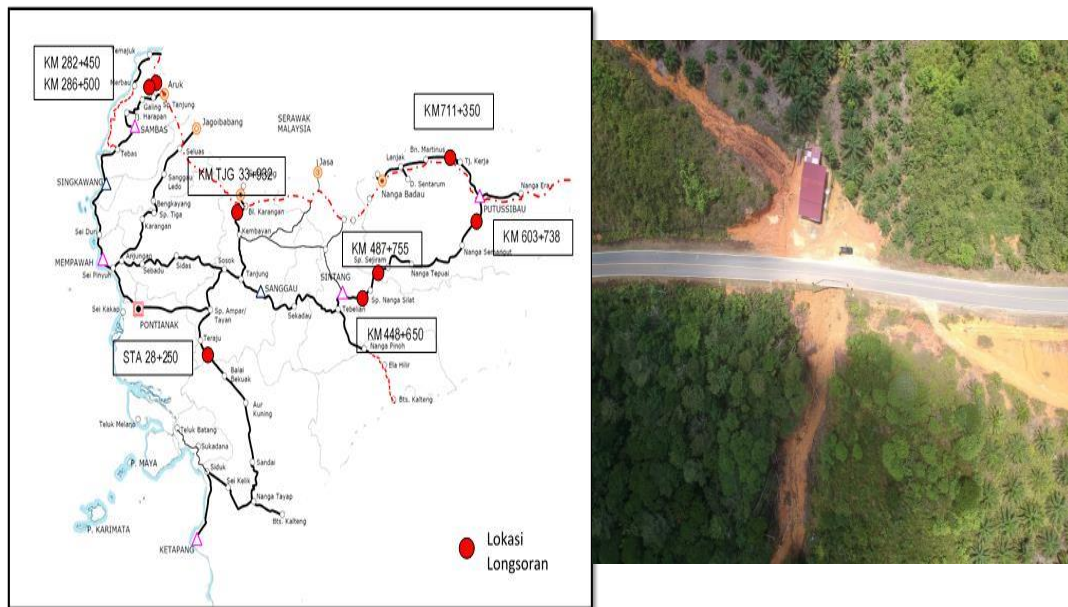 KM 282+450
KM 286+500
Merbau
Aruk
Sp. Tanjung
Galing
Harapan
SAMBAS
Tebas
Jagoibabang
Seluas
SERAWAK
MALAYSIA
KM711+350
Jasa
Lanjak
Bn. Martinus
Tj. Kerja
D. Sentarum
Nanga Badau
Nanga Era
PUTUSSIBAU
SINGKAWANG
Sanggau
Ledo
KM TJG 33+932
Bengkayang
Sp. Tiga
Karangan
Bl. Karangan
Kembayan
KM 603+738
KM 487+755
Nanga Semangut
Sei Duri
Anjungan
MEMPAWAH
Sei Pinyuh
Sebadu
Sidas
Sosok
Tanjung
SANGGAU
Sekadau
SINTANG
Sp. Sejiram
Nanga Tepuai
Sp. Nanga Silat
Tebelian
Sei Kakap
PONTIANAK
Sp. Ampar/
Tayan
KM 448+650
Nanga Pinoh
STA 28+250
Teraju
Balai
Bekuak
Ela Hilir
Bts. Kalteng
Aur
Kuning
Teluk Melano
Teluk Batang
Sukadana
P. MAYA
Siduk
Sandai
Sei Kelik
Nanga Tayap
Bts. Kalteng
P. KARIMATA
KETAPANG
Lokasi
Longsoran